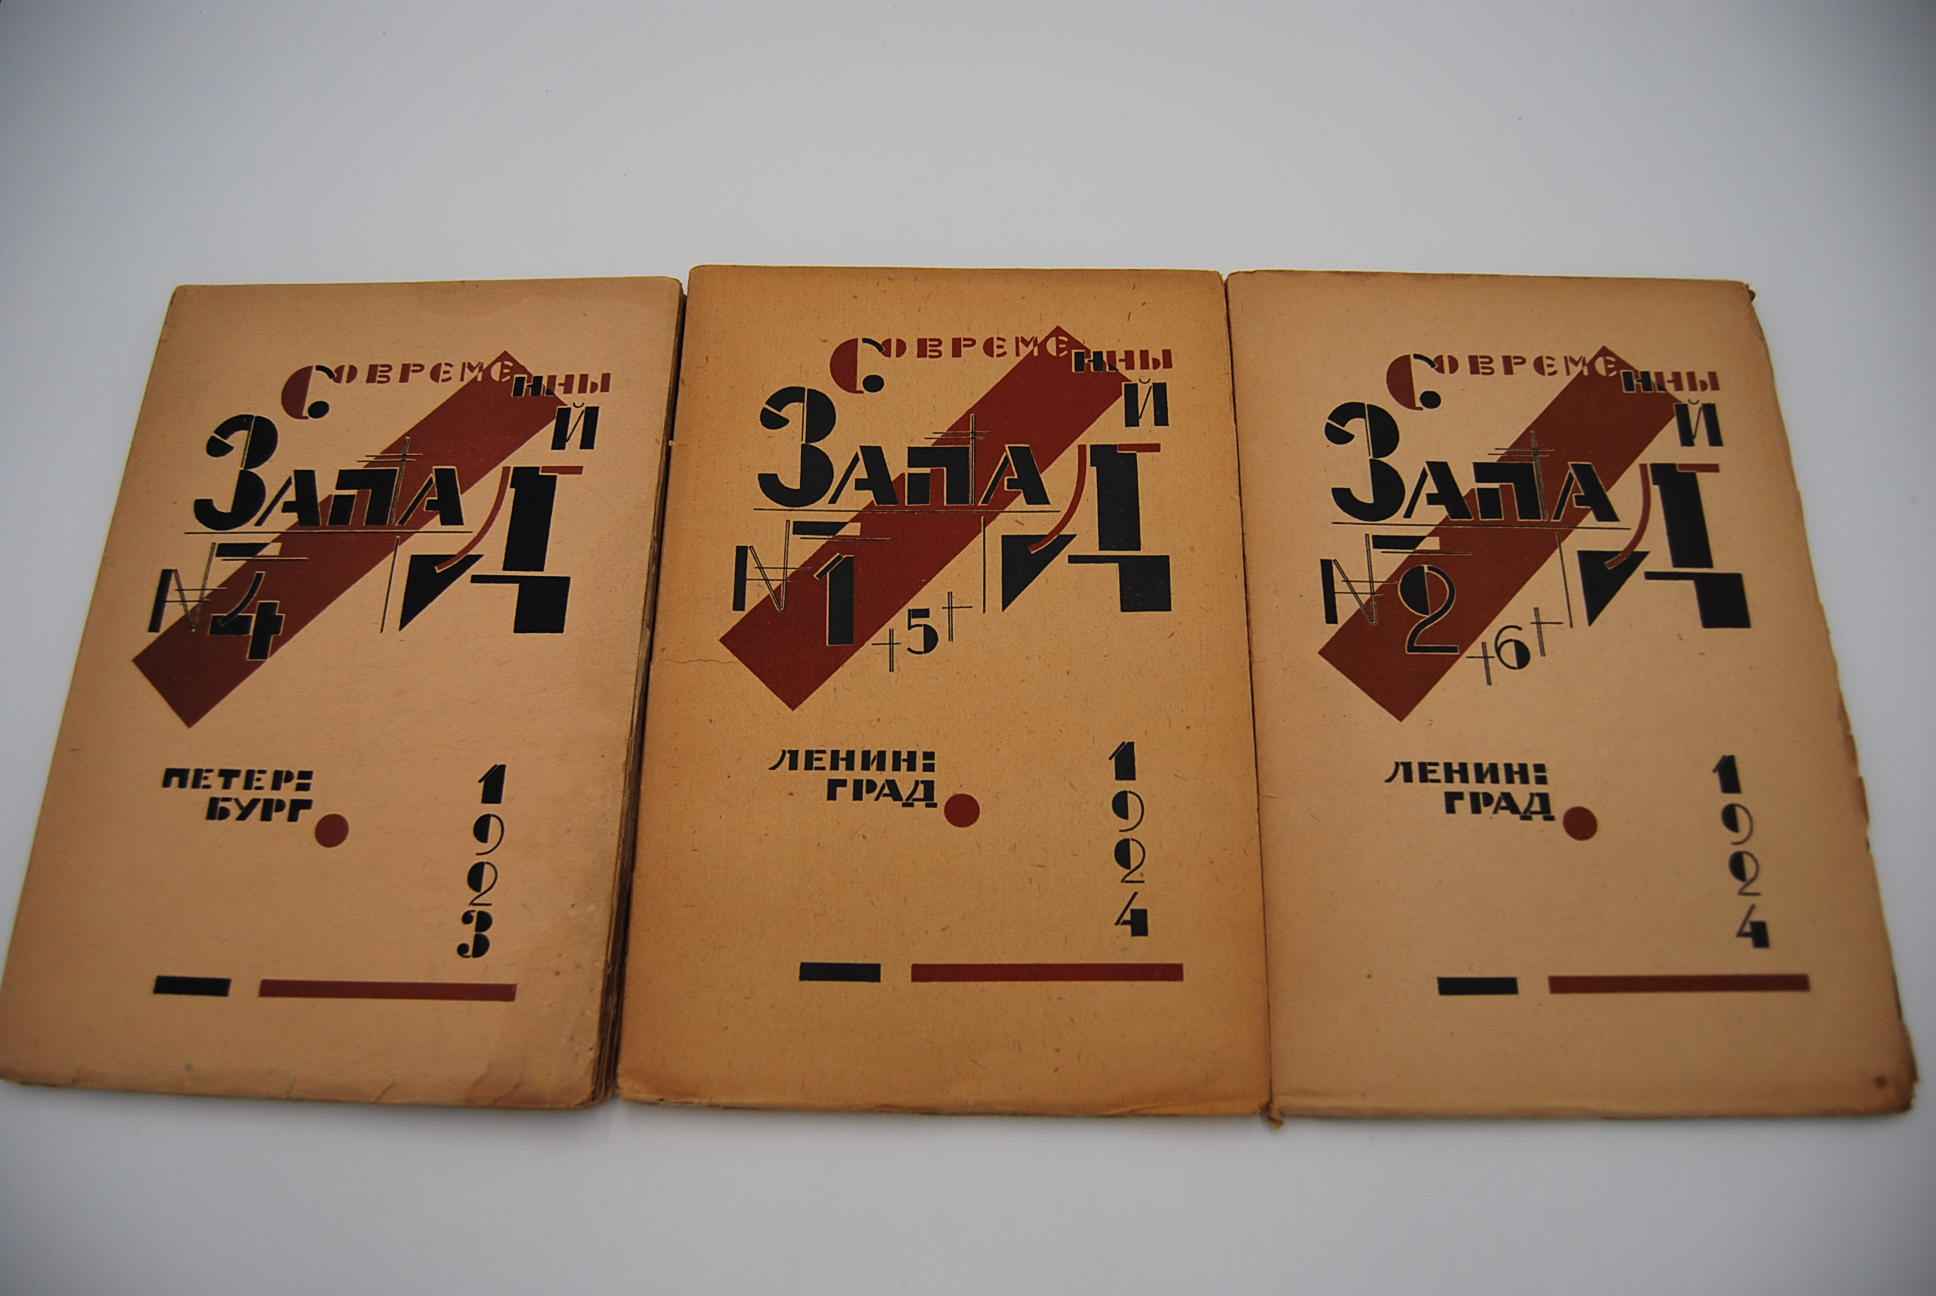 Современный
Запад
№4
Петер:
бург
1923
Современный
Запад
№1
+5+
Ленин:
град
1924
Современный
Запад
№2
+6+
Ленин:
град
1924